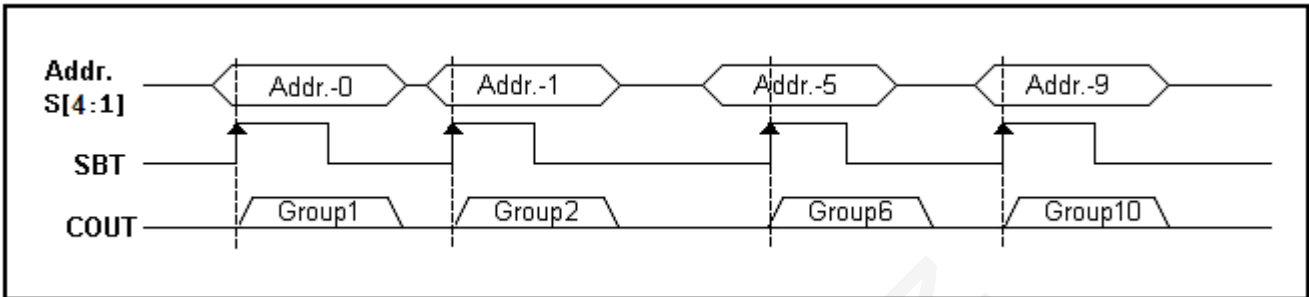 Addr.
S[4:1]
Addr.-0
Addr.-1
Addr.-5
Addr.-9
SBT
COUT
Group1
Group2
Group6
Group10